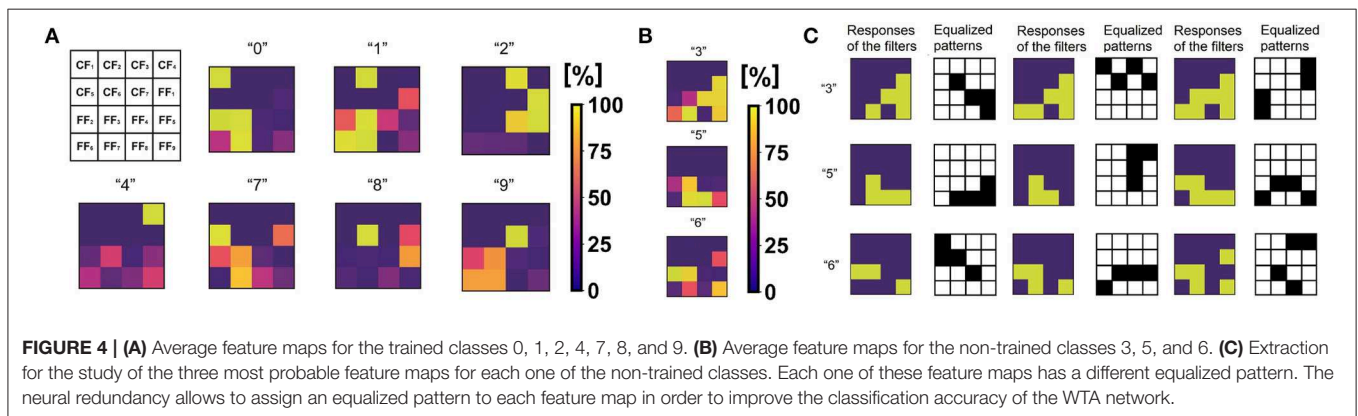 A
CF₁ CF₂ CF₃ CF₄
CF₅ CF₆ CF₇ FF₁
FF₂ FF₃ FF₄ FF₅
FF₆ FF₇ FF₈ FF₉
"0" "1" "2"
[%]
100
75
50
25
0
"4" "7" "8" "9"
B
"3"
"5"
"6"
[%]
100
75
50
25
0
C
Responses of the filters
Equalized patterns
Responses of the filters
Equalized patterns
Responses of the filters
Equalized patterns
"3"
"5"
"6"
FIGURE 4 | (A) Average feature maps for the trained classes 0, 1, 2, 4, 7, 8, and 9. (B) Average feature maps for the non-trained classes 3, 5, and 6. (C) Extraction
for the study of the three most probable feature maps for each one of the non-trained classes. Each one of these feature maps has a different equalized pattern. The
neural redundancy allows to assign an equalized pattern to each feature map in order to improve the classification accuracy of the WTA network.